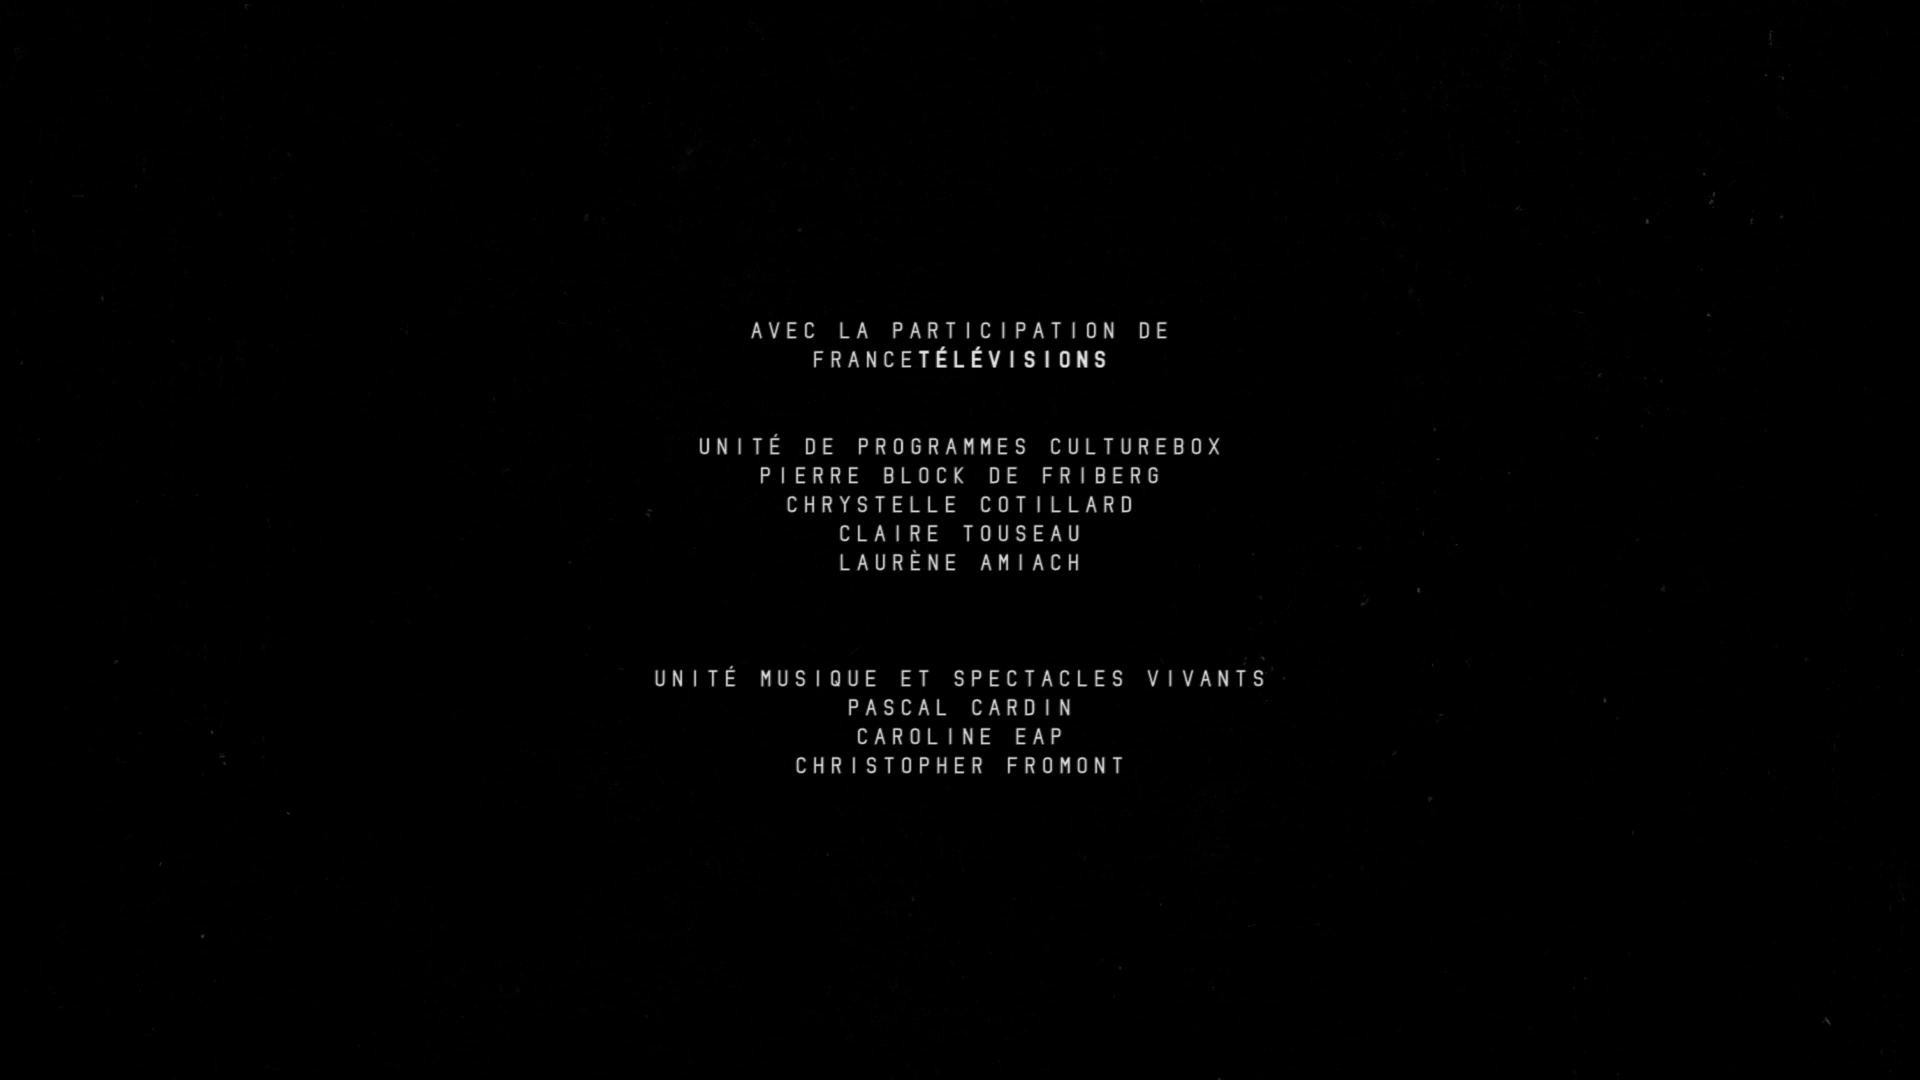 AVEC LA PARTICIPATION DE
FRANCETÉLÉVISIONS
UNITÉ DE PROGRAMMES CULTUREBOX
PIERRE BLOCK DE FRIBERG
CHRYSTELLE COTILLARD
CLAIRE TOUSEAU
LAURÈNE AMIACH
UNITÉ MUSIQUE ET SPECTACLES VIVANTS
PASCAL CARDIN
CAROLINE EAP
CHRISTOPHER FROMONT